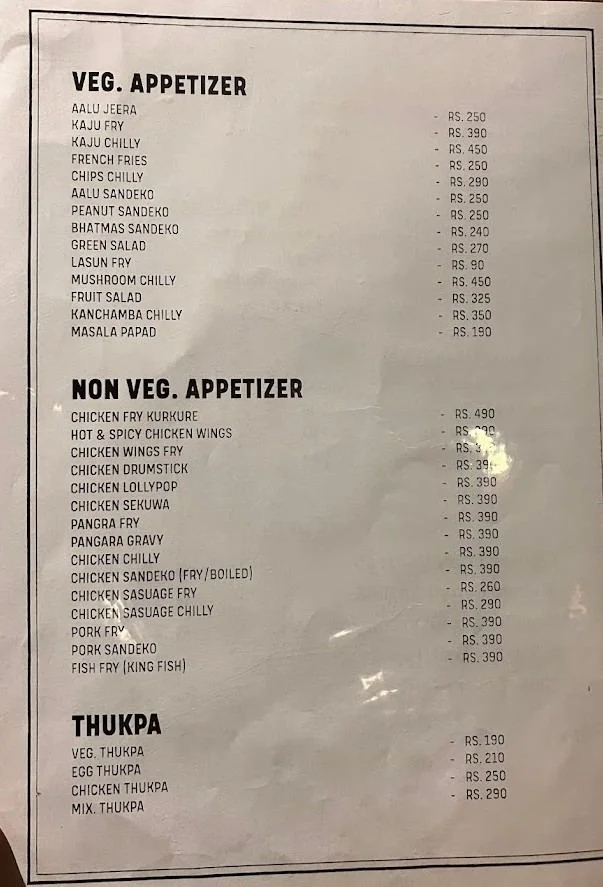 VEG. APPETIZER
AALU JEERA - RS. 250
KAJU FRY - RS. 390
KAJU CHILLY - RS. 450
FRENCH FRIES - RS. 250
CHIPS CHILLY - RS. 290
AALU SANDEKO - RS. 250
PEANUT SANDEKO - RS. 250
BHATMAS SANDEKO - RS. 240
GREEN SALAD - RS. 270
LASUN FRY - RS. 90
MUSHROOM CHILLY - RS. 450
FRUIT SALAD - RS. 325
KANCHAMBA CHILLY - RS. 350
MASALA PAPAD - RS. 190
NON VEG. APPETIZER
CHICKEN FRY KURKURE - RS. 490
HOT & SPICY CHICKEN WINGS - RS.
CHICKEN WINGS FRY - RS.
CHICKEN DRUMSTICK - RS.
CHICKEN LOLLYPOP - RS. 390
CHICKEN SEKUWA - RS. 390
PANGRA FRY - RS. 390
PANGARA GRAVY - RS. 390
CHICKEN CHILLY - RS. 390
CHICKEN SANDEKO (FRY/BOILED) - RS. 390
CHICKEN SASUAGE FRY - RS. 260
CHICKEN SASUAGE CHILLY - RS. 290
PORK FRY - RS. 390
PORK SANDEKO - RS. 390
FISH FRY (KING FISH) - RS. 390
THUKPA
VEG. THUKPA - RS. 190
EGG THUKPA - RS. 210
CHICKEN THUKPA - RS. 250
MIX. THUKPA - RS. 290